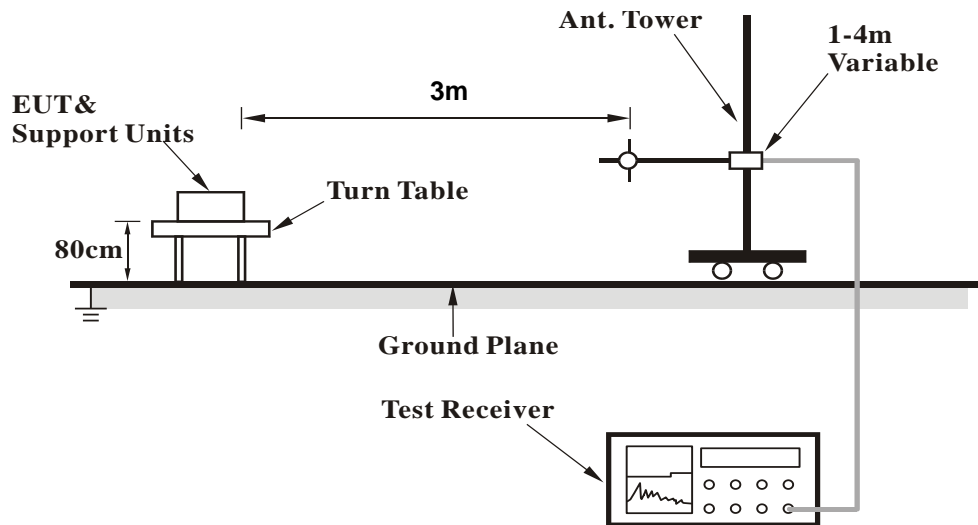 Ant. Tower
1-4m
Variable
3m
EUT&
Support Units
Turn Table
80cm
Ground Plane
Test Receiver